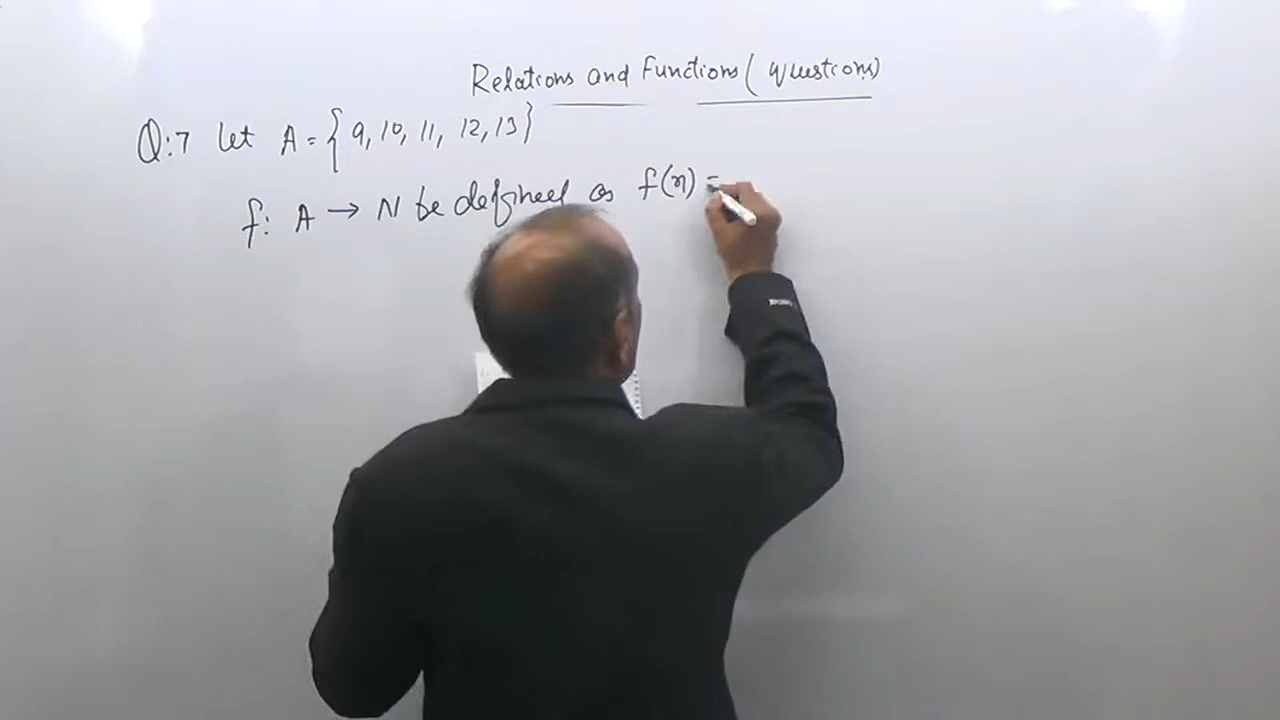 Relations and Functions (Questions)
Q:7 let A = { 9, 10, 11, 12, 13}
f: A → N be defined as f(n) =